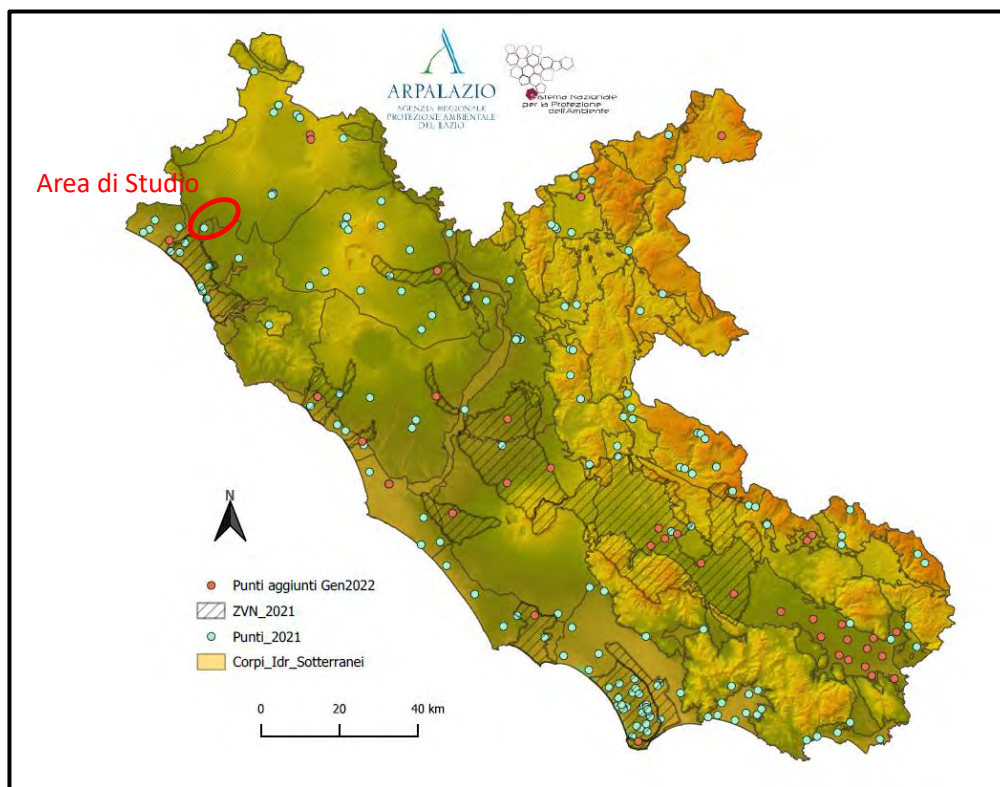 ARPALAZIO
AGENZIA REGIONALE
PROTEZIONE AMBIENTALE
DEL LAZIO
Sistema Nazionale
per la Protezione
dell'Ambiente
Area di Studio
N
Punti aggiunti Gen2022
ZVN_2021
Punti_2021
Corpi_Idr_Sotterranei
0 20 40 km